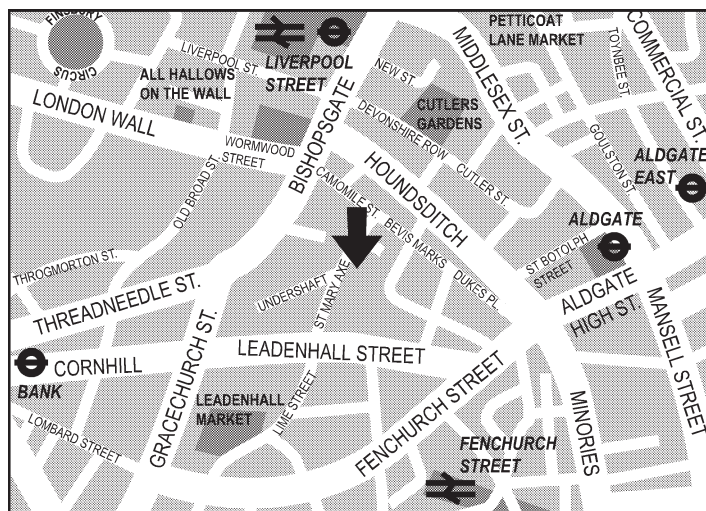 FINSBURY
CIRCUS
LIVERPOOL ST.
LIVERPOOL
STREET
PETTICOAT
LANE MARKET
TOYNBEE ST.
COMMERCIAL ST.
ALL HALLOWS
ON THE WALL
NEW ST.
MIDDLESEX ST.
LONDON WALL
BISHOPSGATE
CUTLERS
GARDENS
DEVONSHIRE ROW
WORMWOOD
STREET
CUTLER ST.
GOULSTON ST.
ALDGATE
EAST
OLD BROAD ST.
CAMOMILE ST.
HOUNDSDITCH
BEVIS MARKS
DUKES PL.
ALDGATE
ST BOTOLPH
STREET
THROGMORTON ST.
UNDERSHAFT
ST MARY AXE
ALDGATE
HIGH ST.
MANSELL STREET
THREADNEEDLE ST.
LEADENHALL STREET
CORNHILL
BANK
GRACECHURCH ST.
LEADENHALL
MARKET
LIME STREET
FENCHURCH STREET
MINORIES
LOMBARD STREET
FENCHURCH
STREET